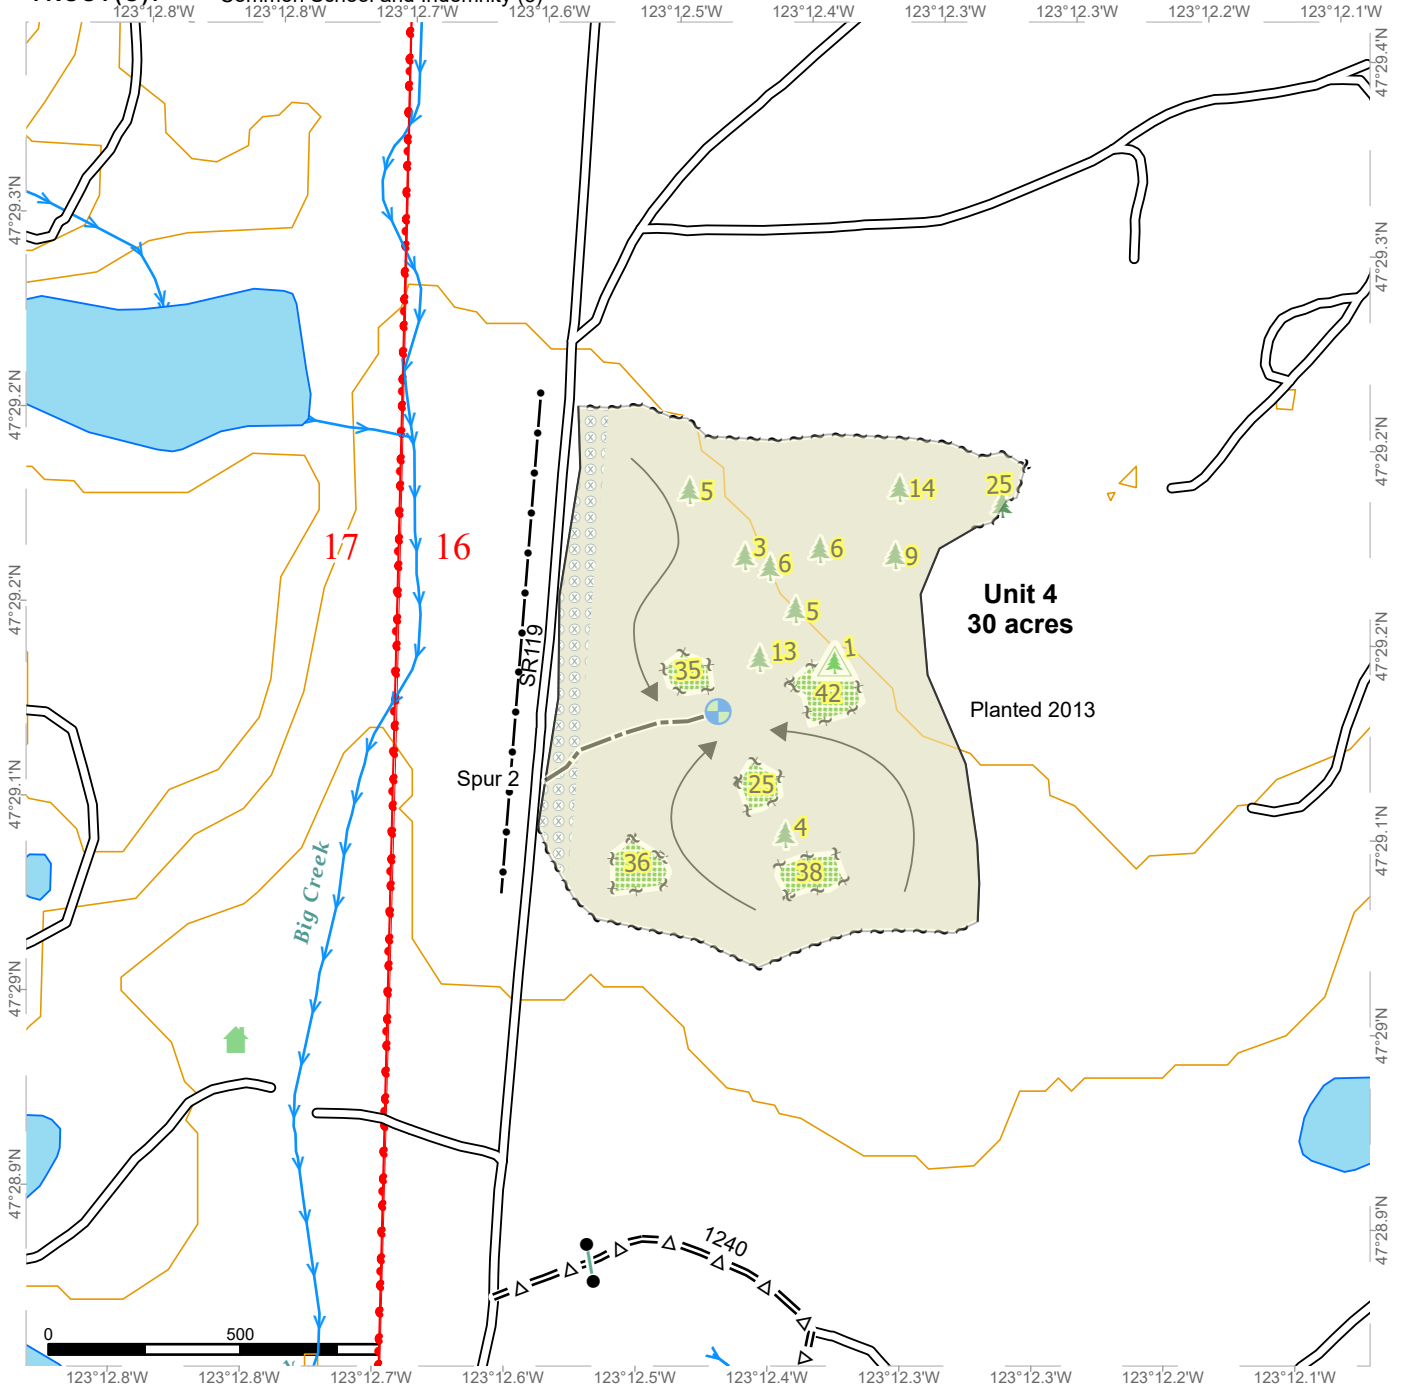 123°12.8'W 123°12.8'W 123°12.7'W 123°12.6'W 123°12.5'W 123°12.4'W 123°12.3'W 123°12.3'W 123°12.2'W 123°12.1'W
47°29.4'N
47°29.3'N
47°29.3'N
47°29.2'N
47°29.2'N
5
14
25
17
16
3
6
6
9
47°29.2'N
Unit 4
30 acres
5
47°29.2'N
SR119
13
1
35
42
Planted 2013
Spur 2
25
47°29.1'N
4
47°29.1'N
36
38
Big Creek
47°29'N
47°29'N
47°28.9'N
47°28.9'N
1240
0 500
123°12.8'W 123°12.8'W 123°12.7'W 123°12.6'W 123°12.5'W 123°12.4'W 123°12.3'W 123°12.3'W 123°12.2'W 123°12.1'W